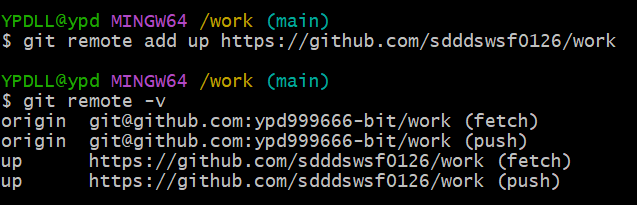 YPDLL@ypd MINGW64 /work (main)
$ git remote add up https://github.com/sdddswsf0126/work
YPDLL@ypd MINGW64 /work (main)
$ git remote -v
origin  git@github.com:ypd999666-bit/work (fetch)
origin  git@github.com:ypd999666-bit/work (push)
up      https://github.com/sdddswsf0126/work (fetch)
up      https://github.com/sdddswsf0126/work (push)